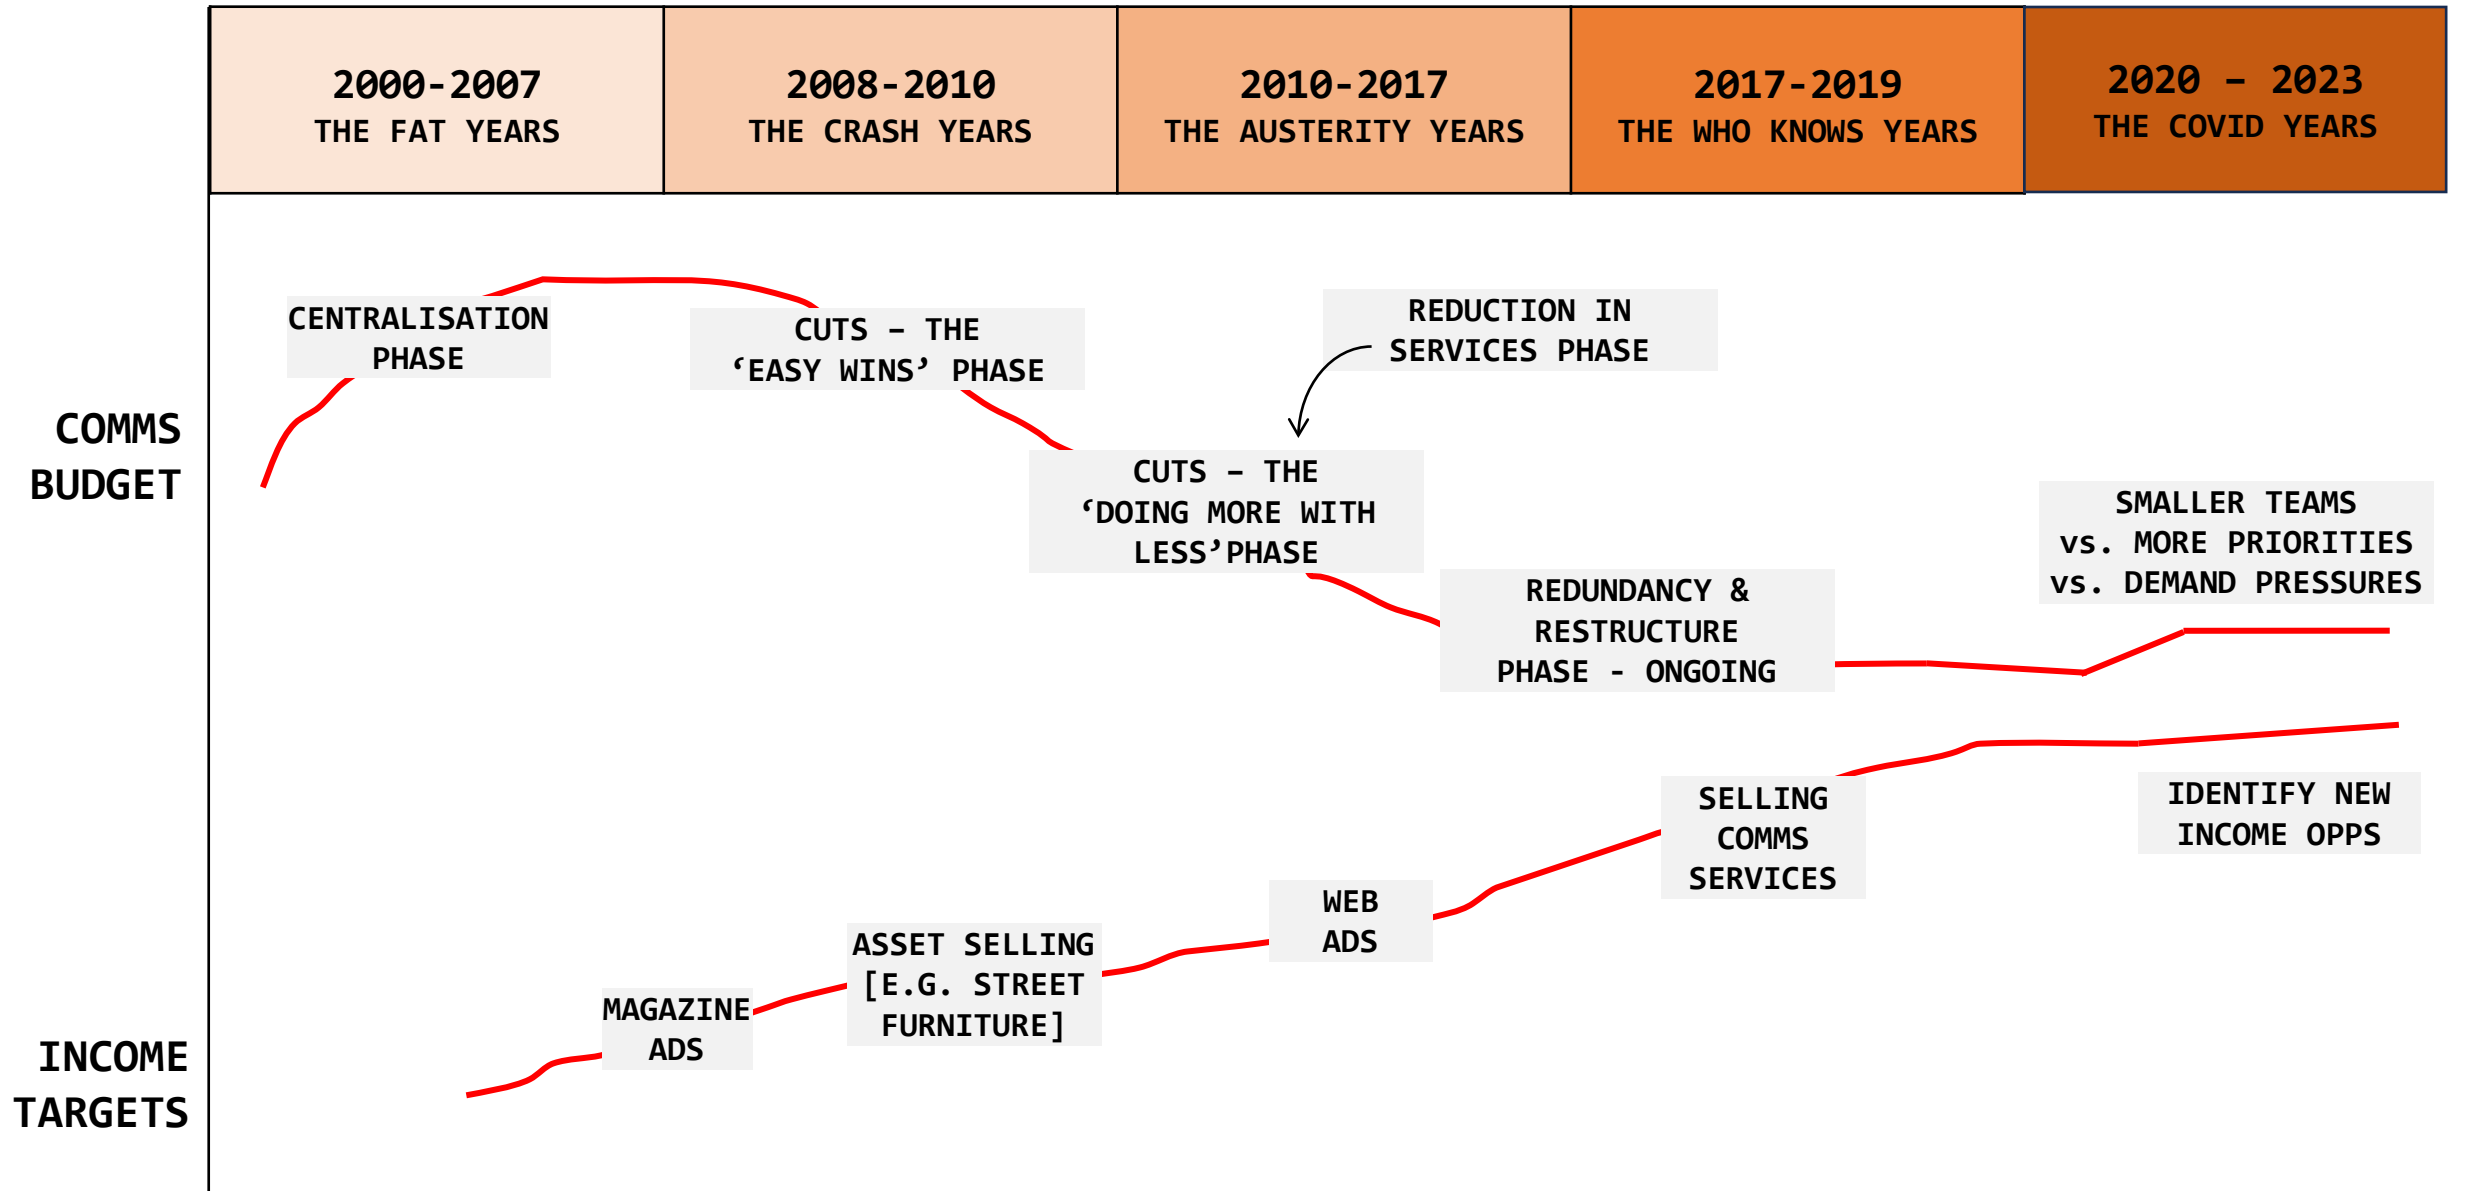 2000-2007
THE FAT YEARS
2008-2010
THE CRASH YEARS
2010-2017
THE AUSTERITY YEARS
2017-2019
THE WHO KNOWS YEARS
2020 – 2023
THE COVID YEARS
COMMS
BUDGET
CENTRALISATION
PHASE
CUTS – THE
‘EASY WINS’ PHASE
REDUCTION IN
SERVICES PHASE
CUTS – THE
‘DOING MORE WITH
LESS’PHASE
REDUNDANCY &
RESTRUCTURE
PHASE - ONGOING
SMALLER TEAMS
vs. MORE PRIORITIES
vs. DEMAND PRESSURES
INCOME
TARGETS
MAGAZINE
ADS
ASSET SELLING
[E.G. STREET
FURNITURE]
WEB
ADS
SELLING
COMMS
SERVICES
IDENTIFY NEW
INCOME OPPS